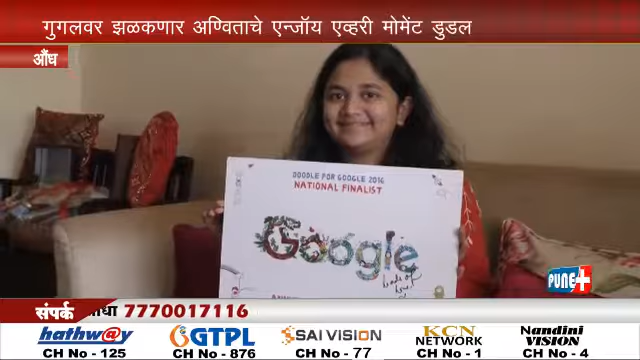 गुगलवर झळकणार अण्विताचे एन्जॉय एव्हरी मोमेंट डुडल
औंध
DOODLE FOR GOOGLE 2016
NATIONAL FINALIST
Google
PUNE+
संपर्क 7770017116
hathw@y GTPL SAI VISION KCN NETWORK Nandini VISION
CH No - 125 CH No - 876 CH No - 77 CH No - 1 CH No - 4